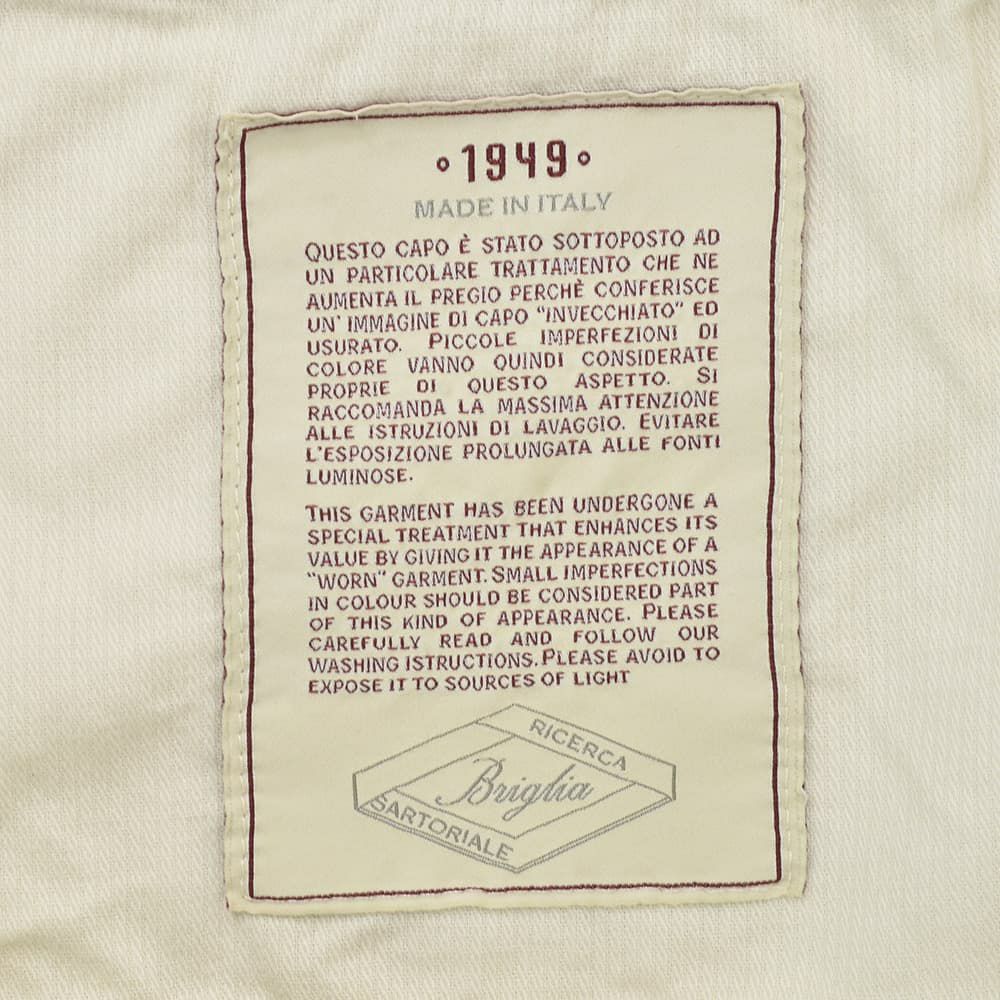 °1949°
MADE IN ITALY
QUESTO CAPO È STATO SOTTOPOSTO AD
UN PARTICOLARE TRATTAMENTO CHE NE
AUMENTA IL PREGIO PERCHÈ CONFERISCE
UN' IMMAGINE DI CAPO "INVECCHIATO" ED
USURATO. PICCOLE IMPERFEZIONI DI
COLORE VANNO QUINDI CONSIDERATE
PROPRIE DI QUESTO ASPETTO. SI
RACCOMANDA LA MASSIMA ATTENZIONE
ALLE ISTRUZIONI DI LAVAGGIO. EVITARE
L'ESPOSIZIONE PROLUNGATA ALLE FONTI
LUMINOSE.
THIS GARMENT HAS BEEN UNDERGONE A
SPECIAL TREATMENT THAT ENHANCES ITS
VALUE BY GIVING IT THE APPEARANCE OF A
"WORN" GARMENT. SMALL IMPERFECTIONS
IN COLOUR SHOULD BE CONSIDERED PART
OF THIS KIND OF APPEARANCE. PLEASE
CAREFULLY READ AND FOLLOW OUR
WASHING ISTRUCTIONS. PLEASE AVOID TO
EXPOSE IT TO SOURCES OF LIGHT
RICERCA
Briglia
SARTORIALE